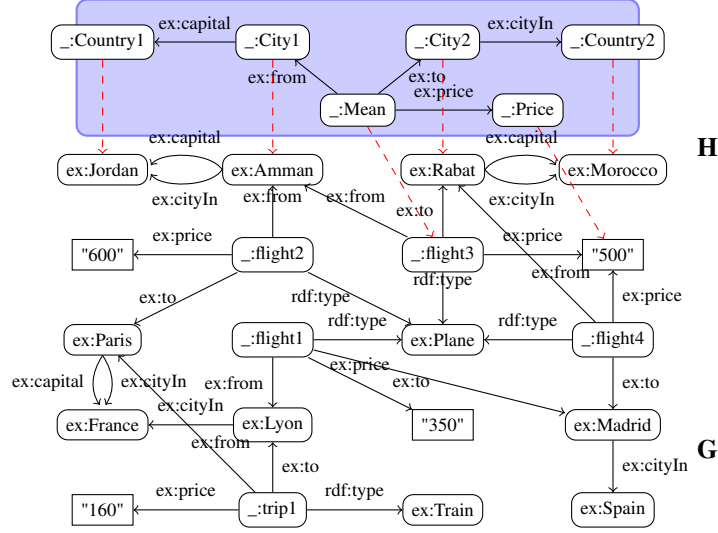 ex:capital
ex:cityIn
_:Country1
_:City1
_:City2
_:Country2
ex:from
ex:to
ex:price
_:Mean
_:Price
ex:capital
ex:capital
H
ex:Jordan
ex:Amman
ex:Rabat
ex:Morocco
ex:cityIn
ex:from
ex:from
ex:to
ex:cityIn
ex:price
ex:price
"600"
_:flight2
_:flight3
"500"
ex:from
rdf:type
ex:to
rdf:type
ex:price
rdf:type
rdf:type
ex:Paris
_:flight1
ex:Plane
_:flight4
ex:price
ex:capital
ex:cityIn
ex:from
ex:to
ex:to
ex:cityIn
ex:France
ex:Lyon
"350"
ex:Madrid
ex:from
G
ex:to
ex:cityIn
ex:price
rdf:type
"160"
_:trip1
ex:Train
ex:Spain